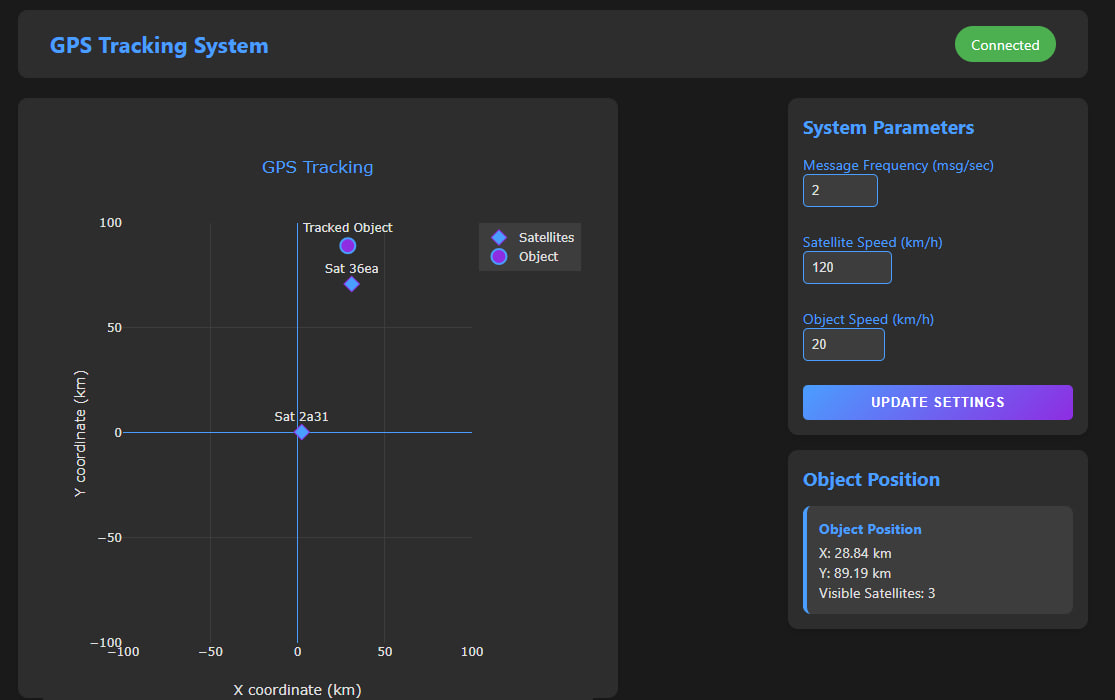 GPS Tracking System
Connected
GPS Tracking
100
50
0
−50
−100
−100
−50
0
50
100
Y coordinate (km)
X coordinate (km)
Tracked Object
Sat 36ea
Sat 2a31
Satellites
Object
System Parameters
Message Frequency (msg/sec)
2
Satellite Speed (km/h)
120
Object Speed (km/h)
20
UPDATE SETTINGS
Object Position
Object Position
X: 28.84 km
Y: 89.19 km
Visible Satellites: 3